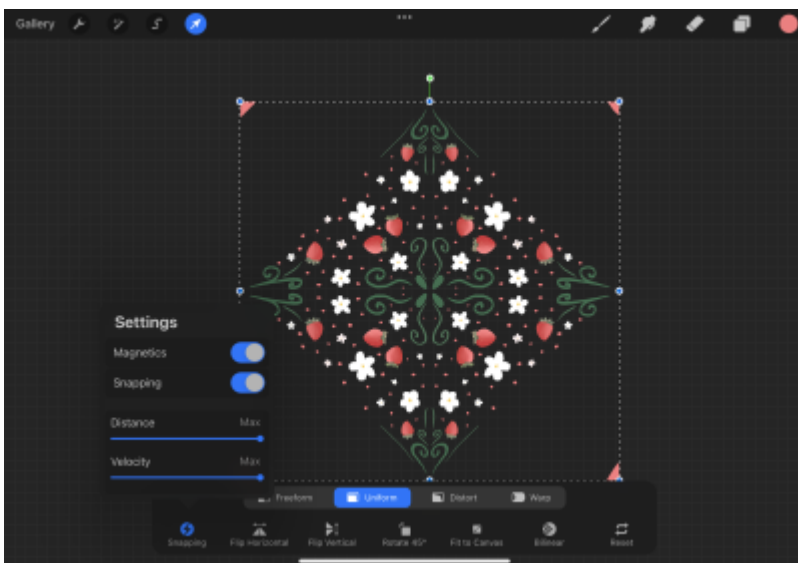 Gallery
Settings
Magnetics
Snapping
Distance Max
Velocity Max
Freeform Uniform Distort Warp
Snapping Flip Horizontal Flip Vertical Rotate 45° Fit to Canvas Bilinear Reset